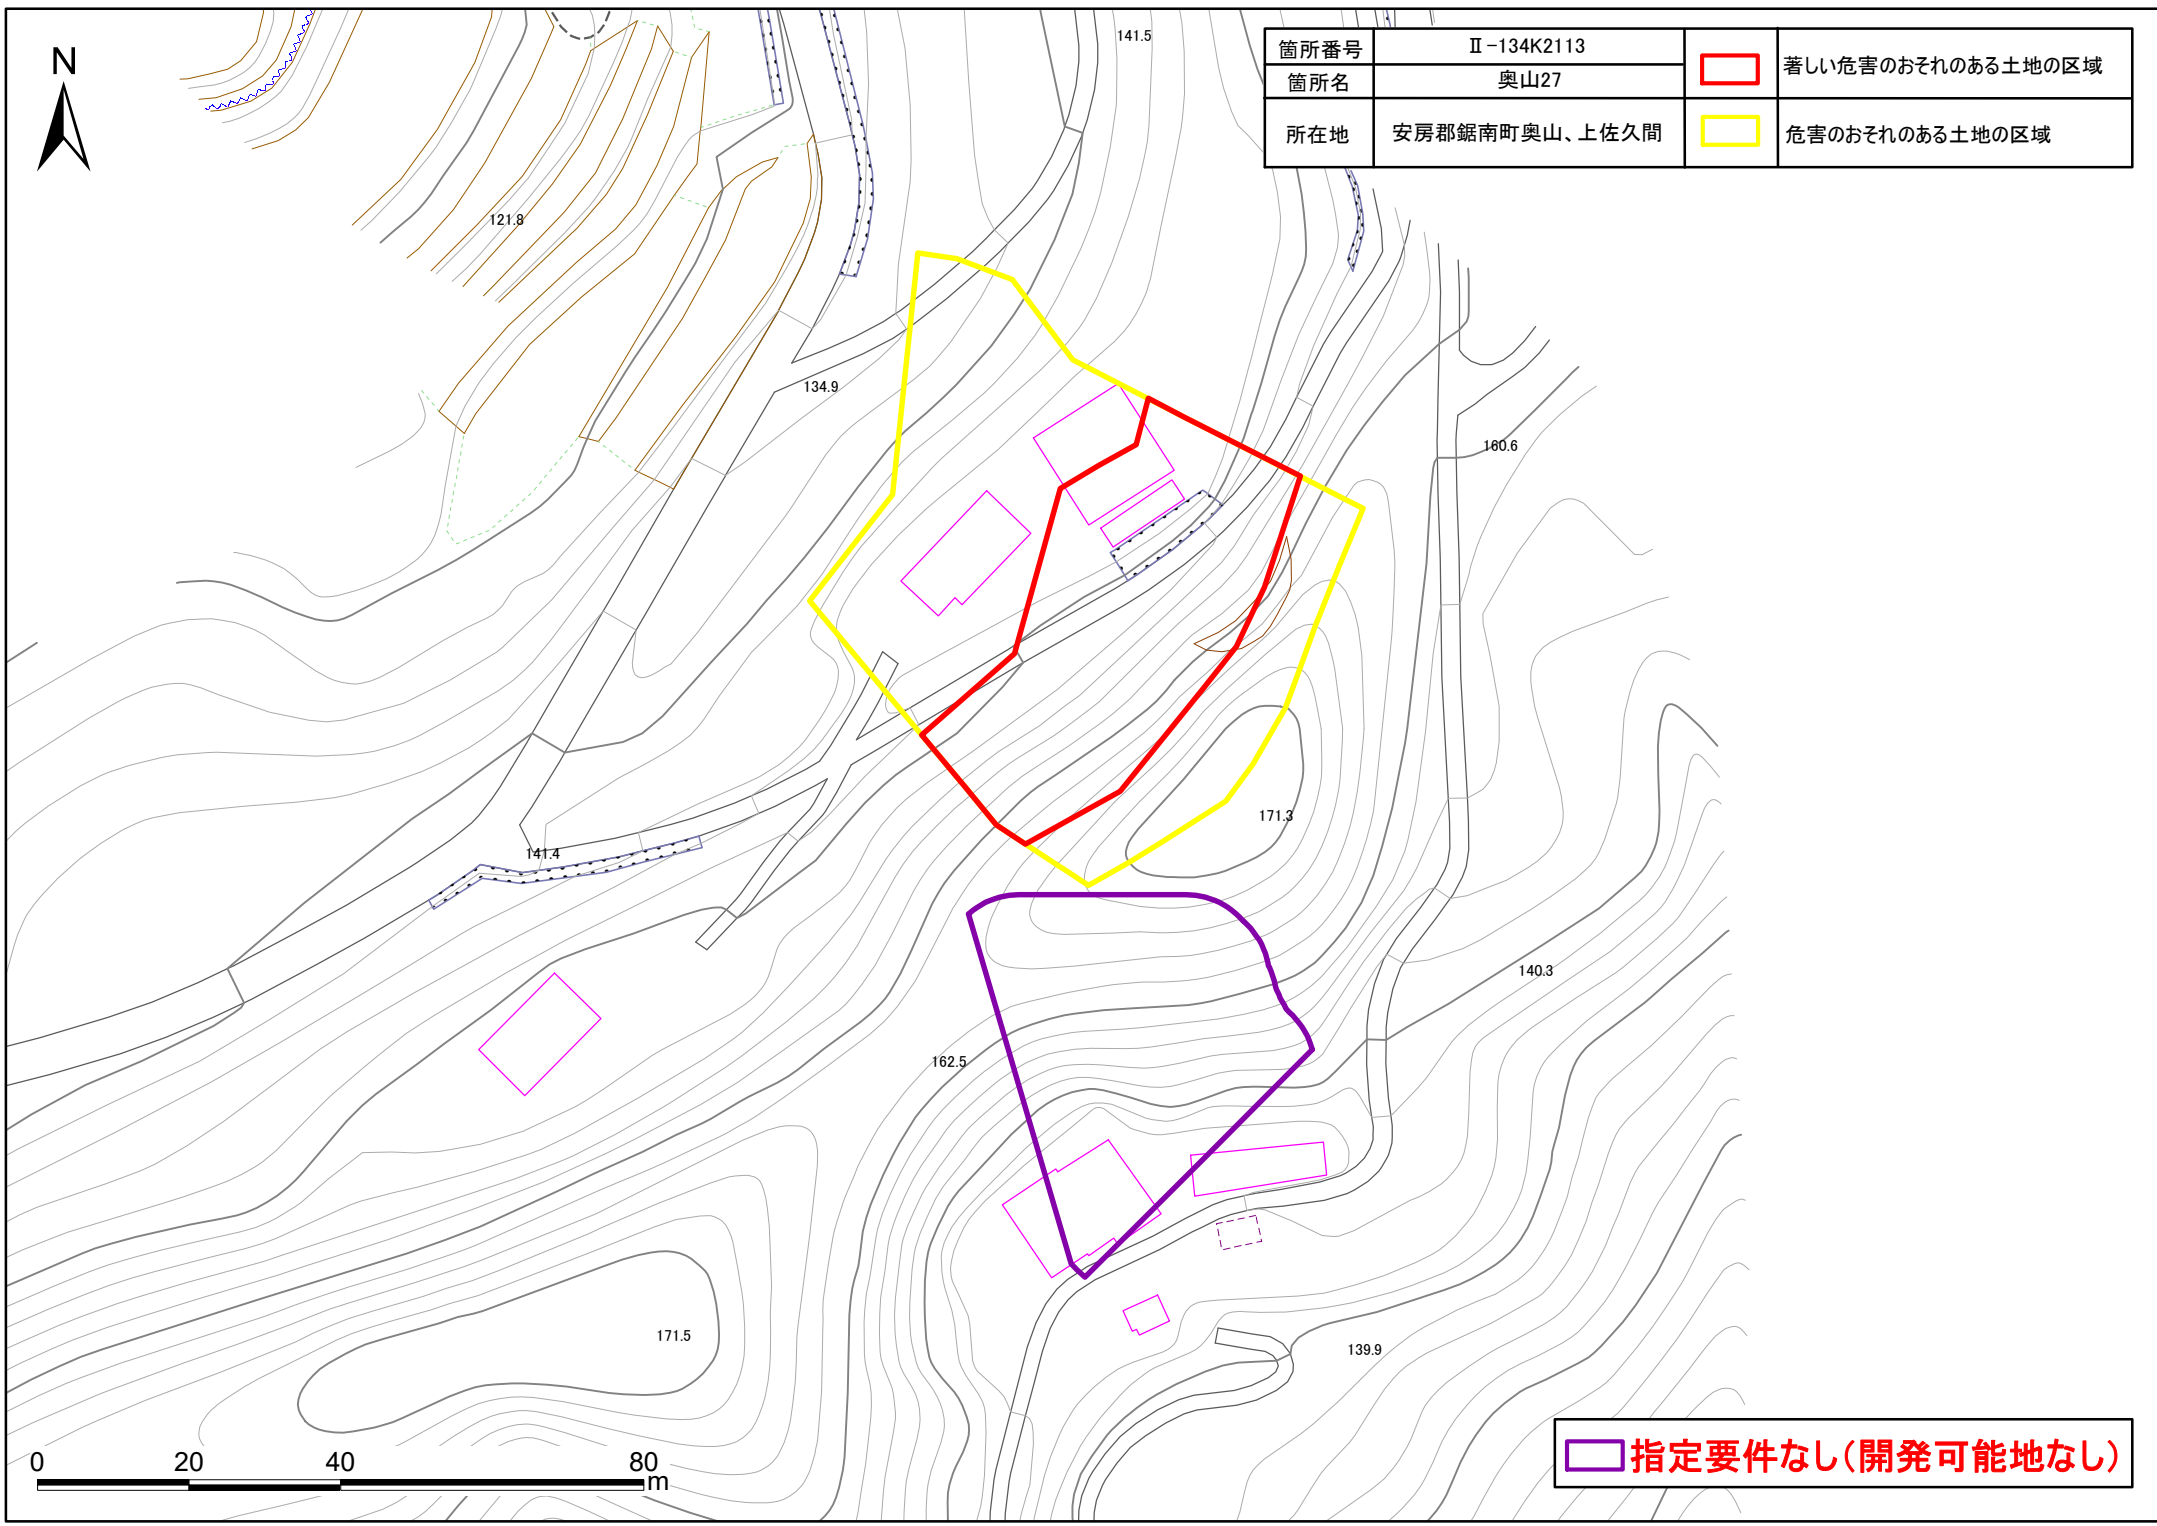 N
箇所番号 Ⅱ-134K2113
箇所名 奥山27
所在地 安房郡鋸南町奥山、上佐久間
著しい危害のおそれのある土地の区域
危害のおそれのある土地の区域
141.5
121.8
134.9
160.6
171.3
141.4
140.3
162.5
171.5
139.9
0 20 40 80
m
指定要件なし(開発可能地なし)